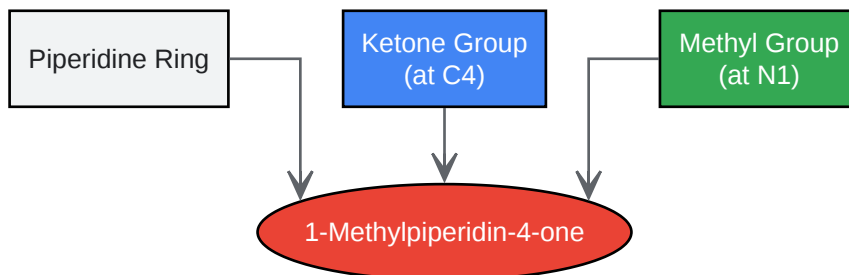 Piperidine Ring
Ketone Group
(at C4)
Methyl Group
(at N1)
1-Methylpiperidin-4-one